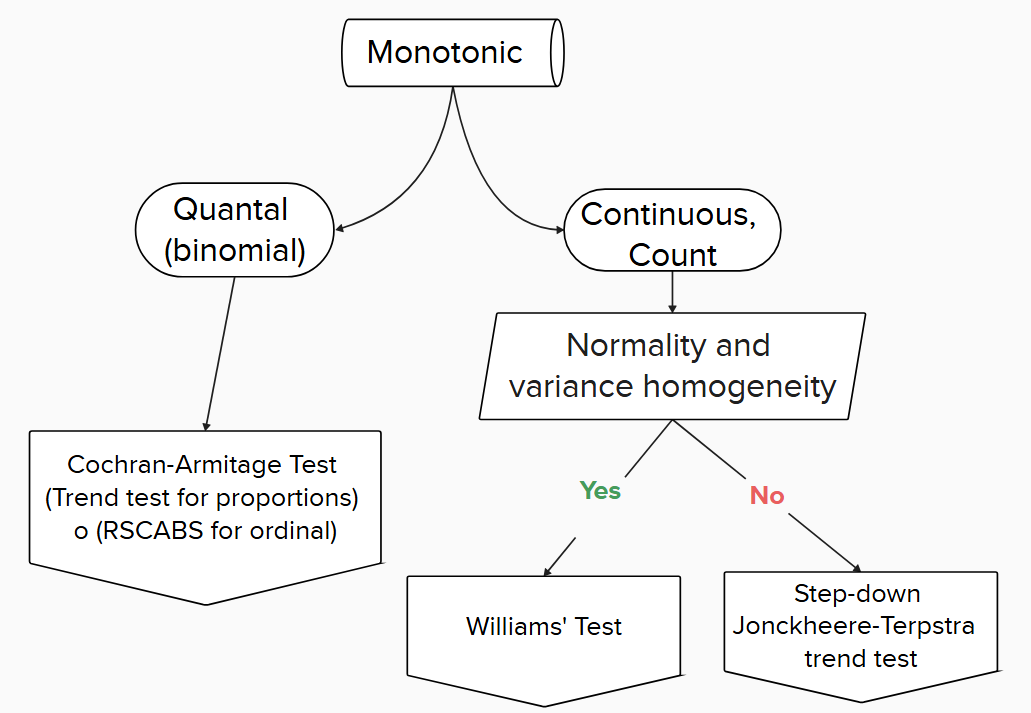 Monotonic
Quantal
(binomial)
Continuous,
Count
Normality and
variance homogeneity
Cochran-Armitage Test
(Trend test for proportions)
o (RSCABS for ordinal)
Yes
No
Williams' Test
Step-down
Jonckheere-Terpstra
trend test